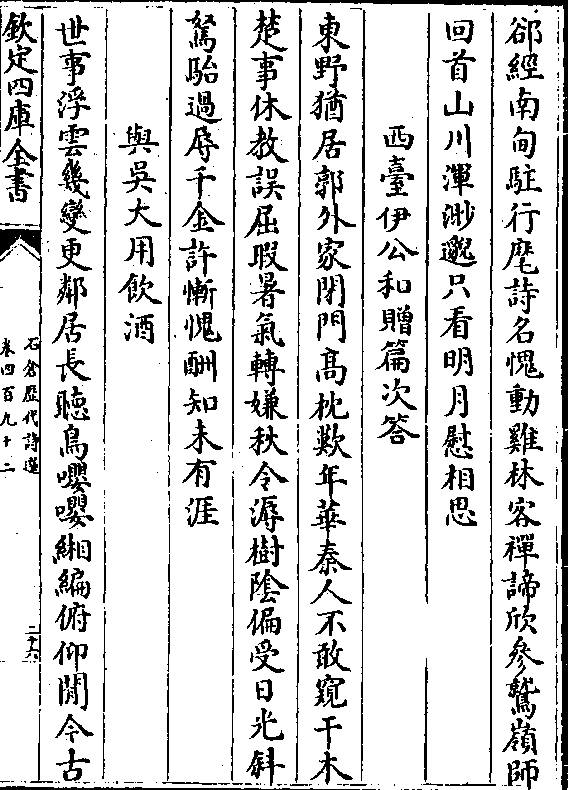 郤經南甸駐行麾詩名愧動雞林客禪諦欣參鷲嶺師
回首山川渾渺邈只看明月慰相思
西臺伊公和贈篇次答
東野猶居郭外家閉門高枕歎年華秦人不敢窺干木
楚事休教誤屈瑕暑氣轉嫌秋令溽樹陰偏受日光斜
駑駘過辱千金許慚愧酬知未有涯
與吳大用飲酒
世事浮雲幾變更鄰居長聽鳥嚶嚶緗編俯仰閒今古
欽定四庫全書
石倉歷代詩選
卷四百九十二
二十六